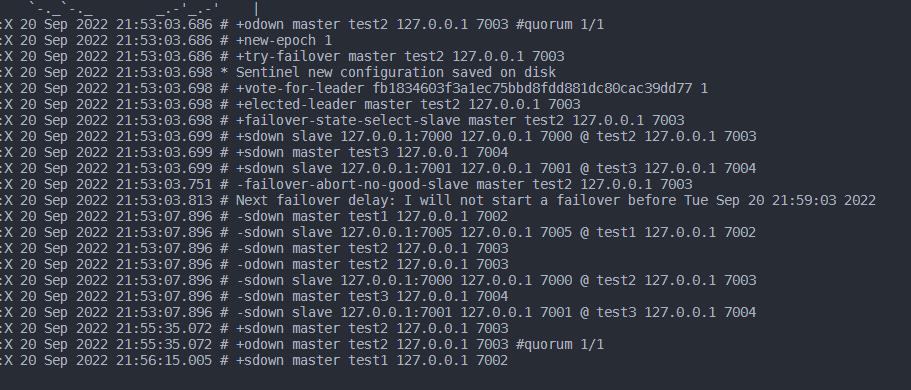 `-._`-._        _.-'_.-'    |
:X 20 Sep 2022 21:53:03.686 # +odown master test2 127.0.0.1 7003 #quorum 1/1
:X 20 Sep 2022 21:53:03.686 # +new-epoch 1
:X 20 Sep 2022 21:53:03.686 # +try-failover master test2 127.0.0.1 7003
:X 20 Sep 2022 21:53:03.698 * Sentinel new configuration saved on disk
:X 20 Sep 2022 21:53:03.698 # +vote-for-leader fb1834603f3a1ec75bbd8fdd881dc80cac39dd77 1
:X 20 Sep 2022 21:53:03.698 # +elected-leader master test2 127.0.0.1 7003
:X 20 Sep 2022 21:53:03.698 # +failover-state-select-slave master test2 127.0.0.1 7003
:X 20 Sep 2022 21:53:03.699 # +sdown slave 127.0.0.1:7000 127.0.0.1 7000 @ test2 127.0.0.1 7003
:X 20 Sep 2022 21:53:03.699 # +sdown master test3 127.0.0.1 7004
:X 20 Sep 2022 21:53:03.699 # +sdown slave 127.0.0.1:7001 127.0.0.1 7001 @ test3 127.0.0.1 7004
:X 20 Sep 2022 21:53:03.751 # -failover-abort-no-good-slave master test2 127.0.0.1 7003
:X 20 Sep 2022 21:53:03.813 # Next failover delay: I will not start a failover before Tue Sep 20 21:59:03 2022
:X 20 Sep 2022 21:53:07.896 # -sdown master test1 127.0.0.1 7002
:X 20 Sep 2022 21:53:07.896 # -sdown slave 127.0.0.1:7005 127.0.0.1 7005 @ test1 127.0.0.1 7002
:X 20 Sep 2022 21:53:07.896 # -sdown master test2 127.0.0.1 7003
:X 20 Sep 2022 21:53:07.896 # -odown master test2 127.0.0.1 7003
:X 20 Sep 2022 21:53:07.896 # -sdown slave 127.0.0.1:7000 127.0.0.1 7000 @ test2 127.0.0.1 7003
:X 20 Sep 2022 21:53:07.896 # -sdown master test3 127.0.0.1 7004
:X 20 Sep 2022 21:53:07.896 # -sdown slave 127.0.0.1:7001 127.0.0.1 7001 @ test3 127.0.0.1 7004
:X 20 Sep 2022 21:55:35.072 # +sdown master test2 127.0.0.1 7003
:X 20 Sep 2022 21:55:35.072 # +odown master test2 127.0.0.1 7003 #quorum 1/1
:X 20 Sep 2022 21:56:15.005 # +sdown master test1 127.0.0.1 7002